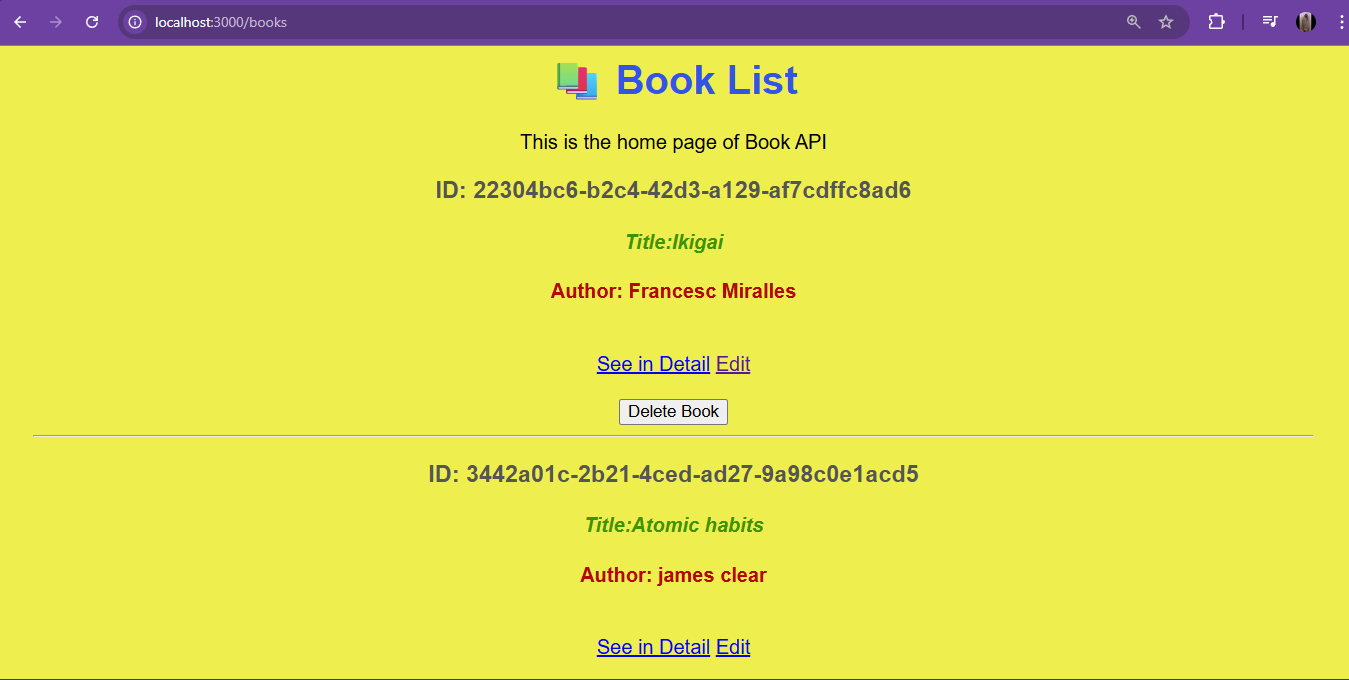 localhost:3000/books
Book List
This is the home page of Book API
ID: 22304bc6-b2c4-42d3-a129-af7cdffc8ad6
Title:Ikigai
Author: Francesc Miralles
See in Detail Edit
Delete Book
ID: 3442a01c-2b21-4ced-ad27-9a98c0e1acd5
Title:Atomic habits
Author: james clear
See in Detail Edit